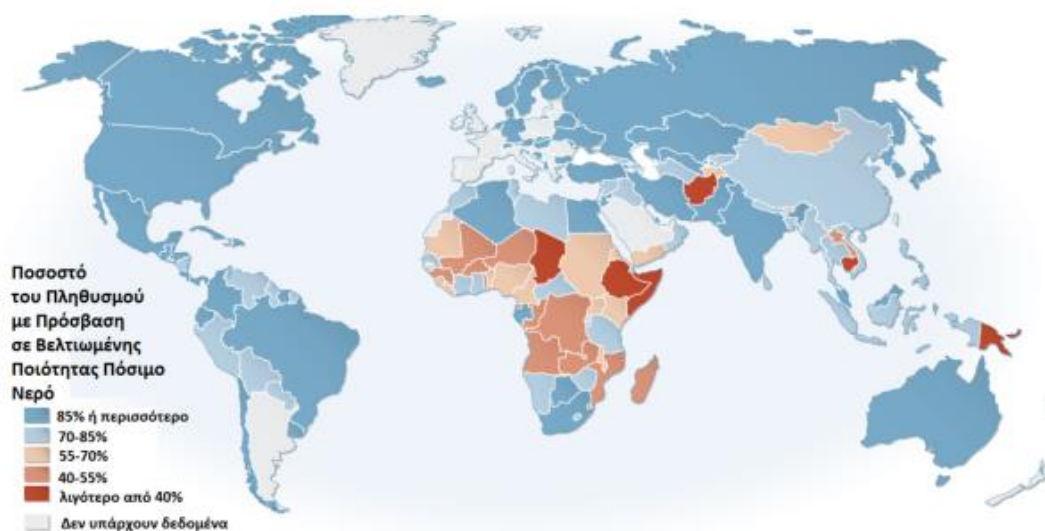 Ποσοστό
του Πληθυσμού
με Πρόσβαση
σε Βελτιωμένης
Ποιότητας Πόσιμο
Νερό
85% ή περισσότερο
70-85%
55-70%
40-55%
λιγότερο από 40%
Δεν υπάρχουν δεδομένα